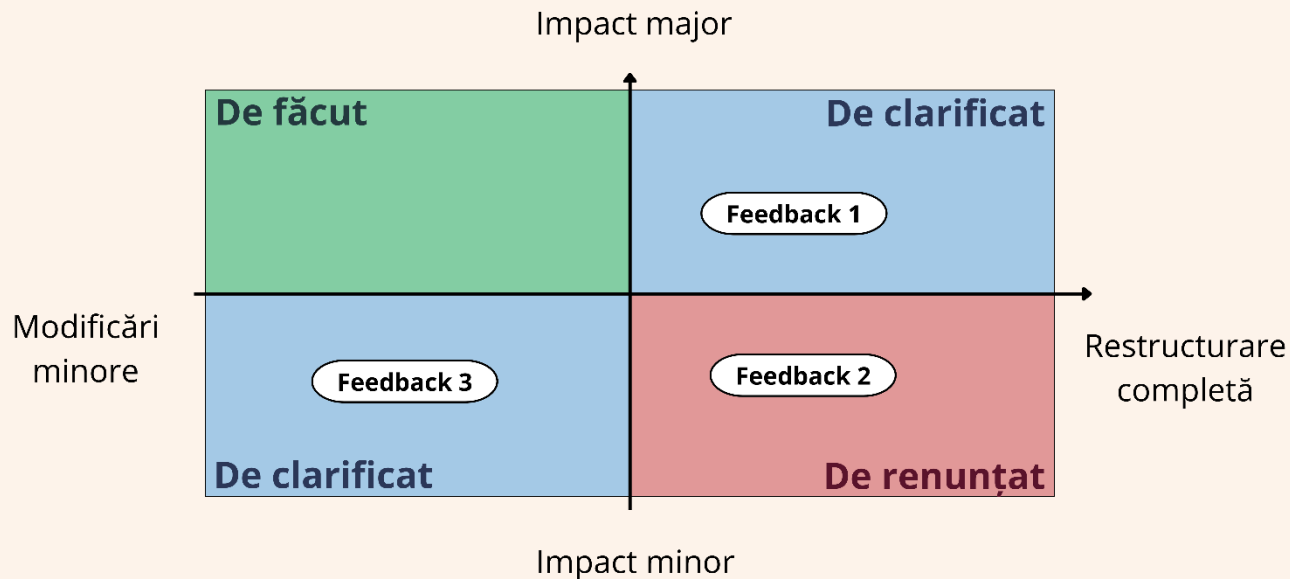 Impact major
De făcut
De clarificat
Feedback 1
Modificări
minore
Restructurare
completă
Feedback 3
Feedback 2
De clarificat
De renunțat
Impact minor